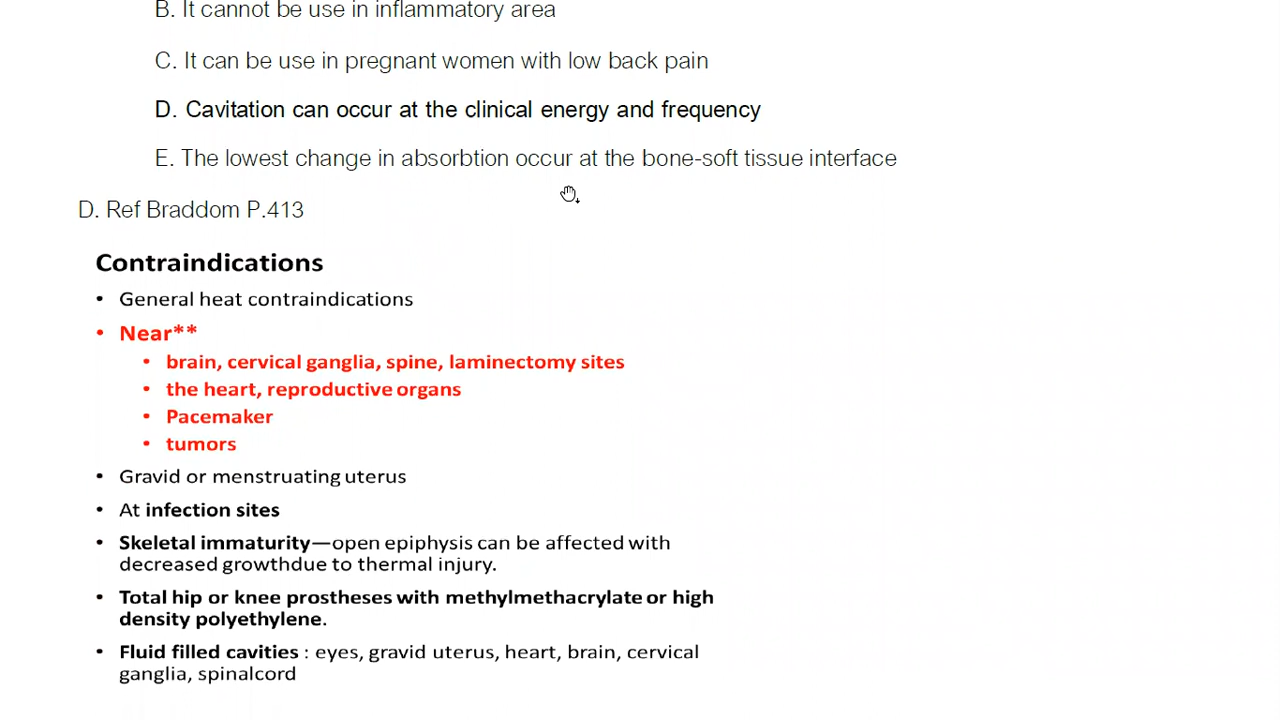 B. It cannot be use in inflammatory area
C. It can be use in pregnant women with low back pain
D. Cavitation can occur at the clinical energy and frequency
E. The lowest change in absorbtion occur at the bone-soft tissue interface
D. Ref Braddom P.413
Contraindications
• General heat contraindications
• Near**
• brain, cervical ganglia, spine, laminectomy sites
• the heart, reproductive organs
• Pacemaker
• tumors
• Gravid or menstruating uterus
• At infection sites
• Skeletal immaturity—open epiphysis can be affected with
decreased growthdue to thermal injury.
• Total hip or knee prostheses with methylmethacrylate or high
density polyethylene.
• Fluid filled cavities : eyes, gravid uterus, heart, brain, cervical
ganglia, spinalcord